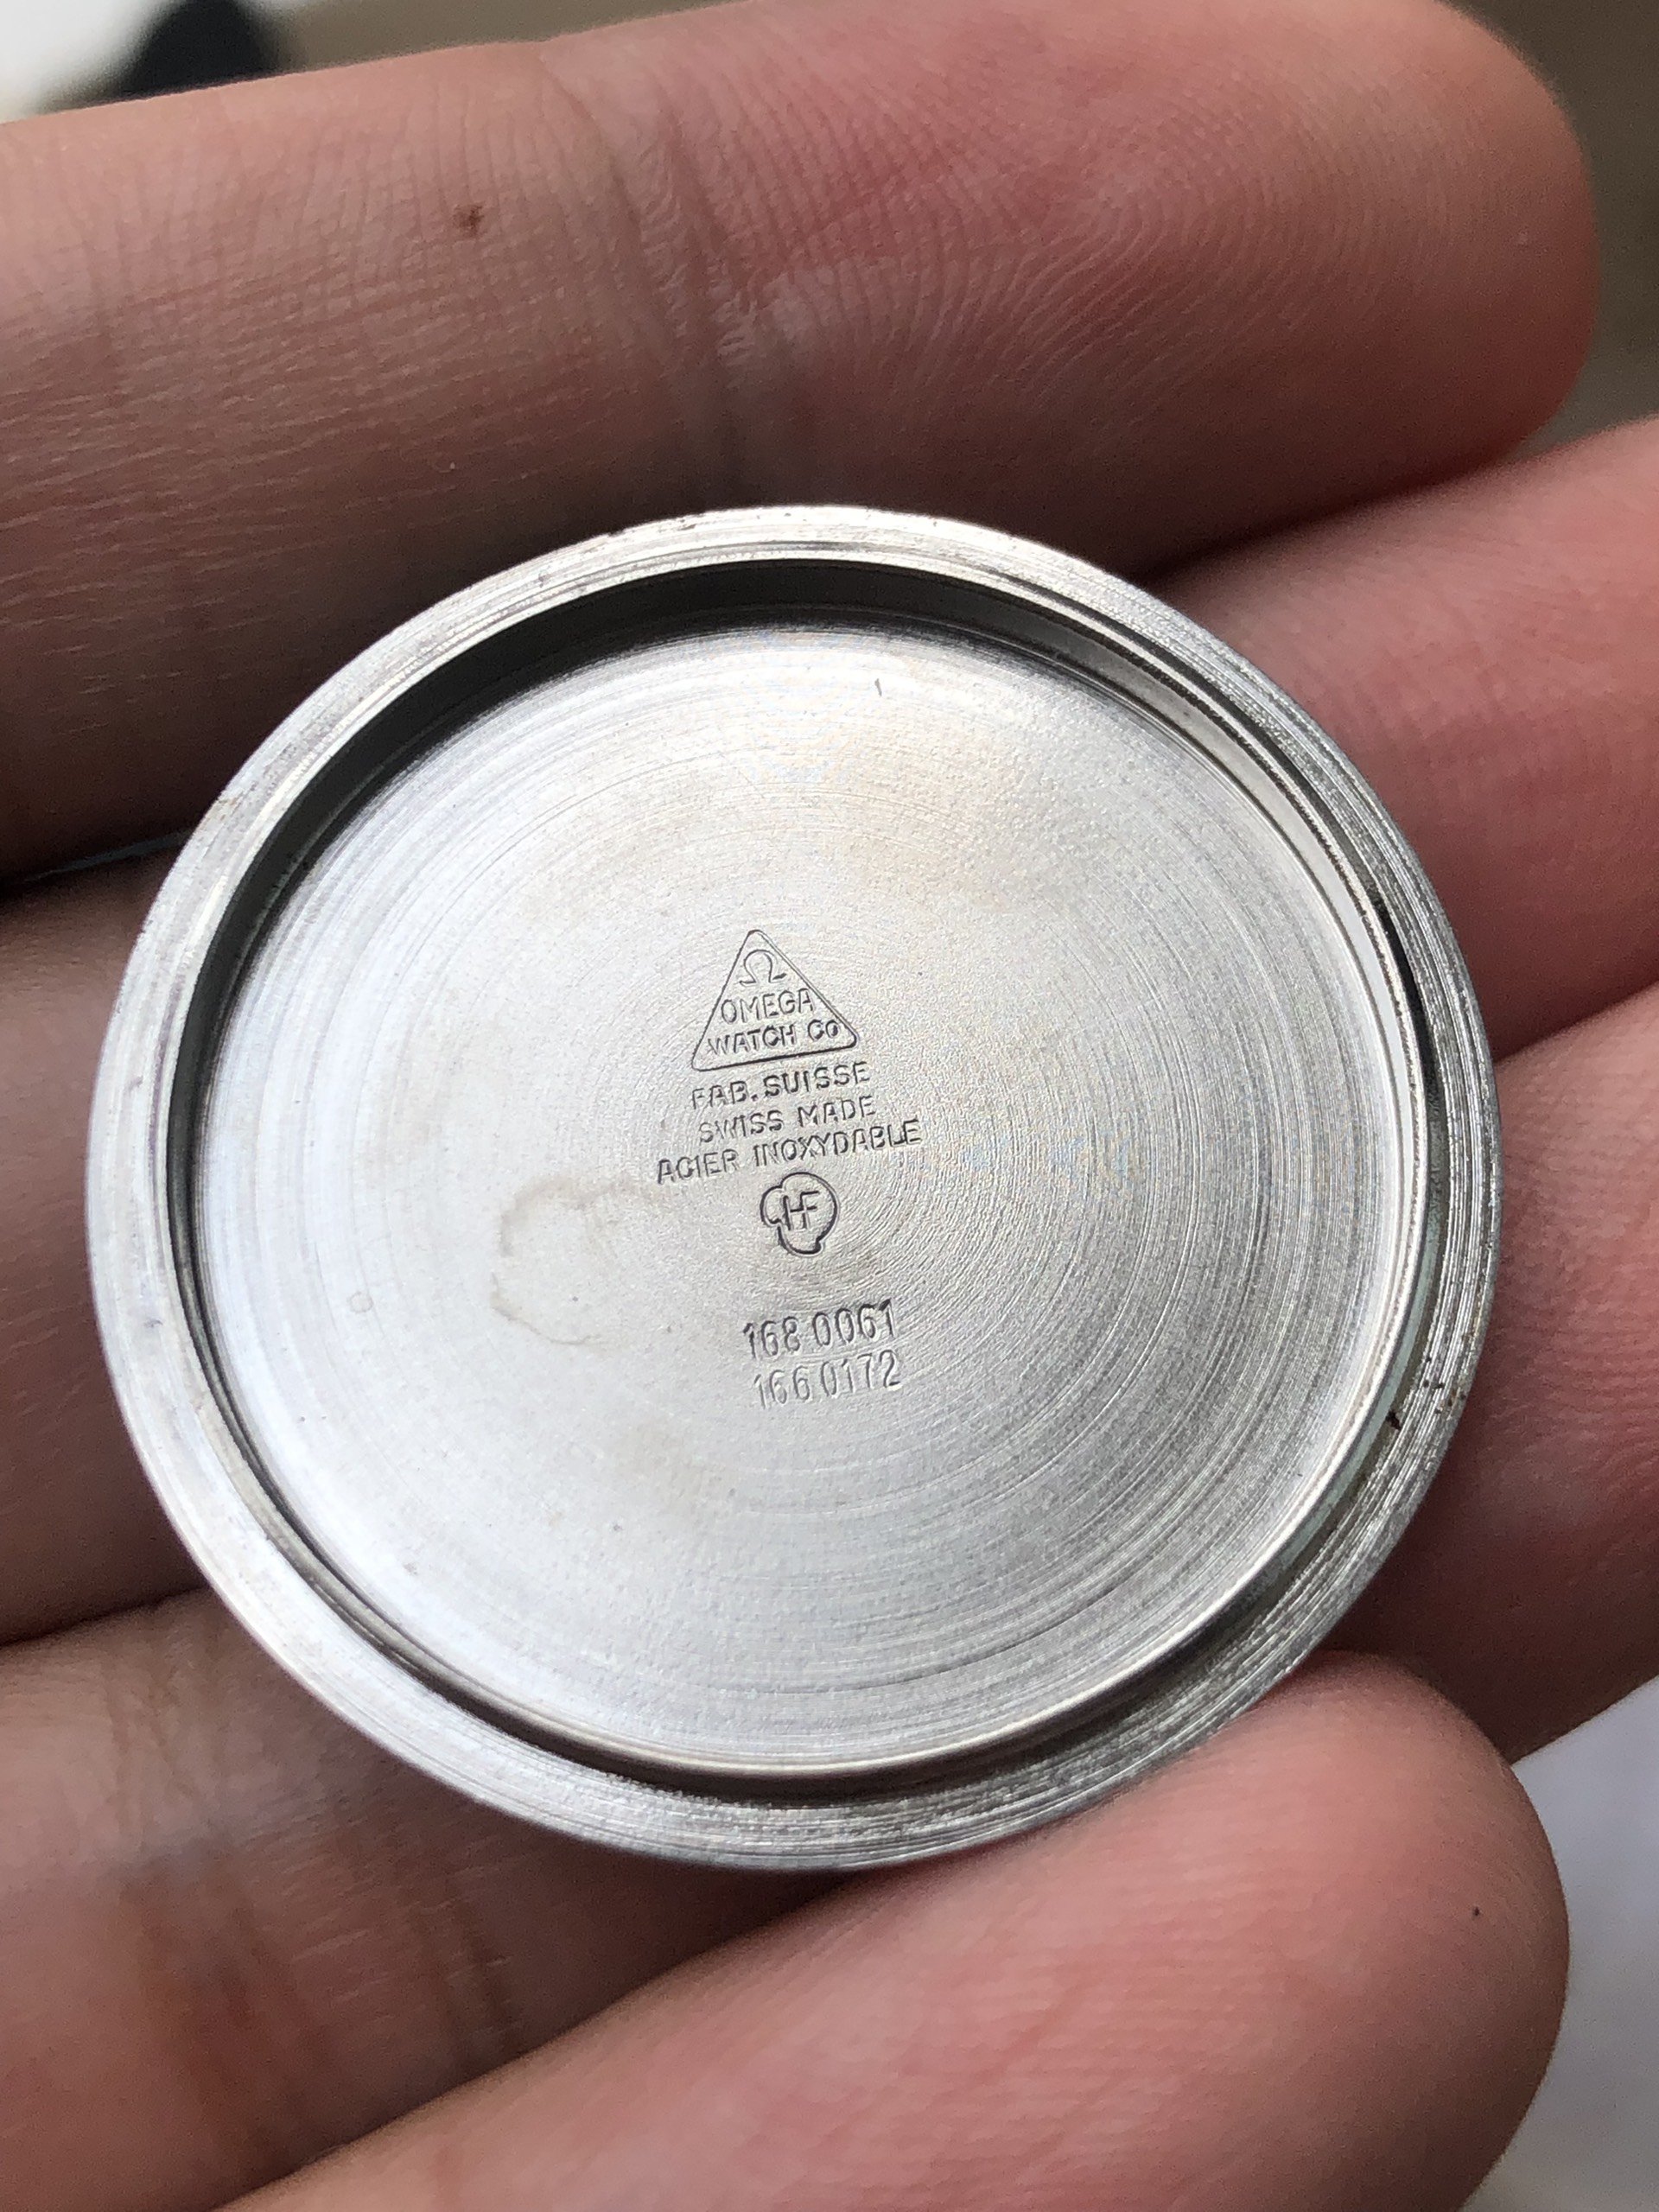 Ω
OMEGA
WATCH Co
FAB. SUISSE
SWISS MADE
ACIER INOXYDABLE
HF
168 0061
166 0172